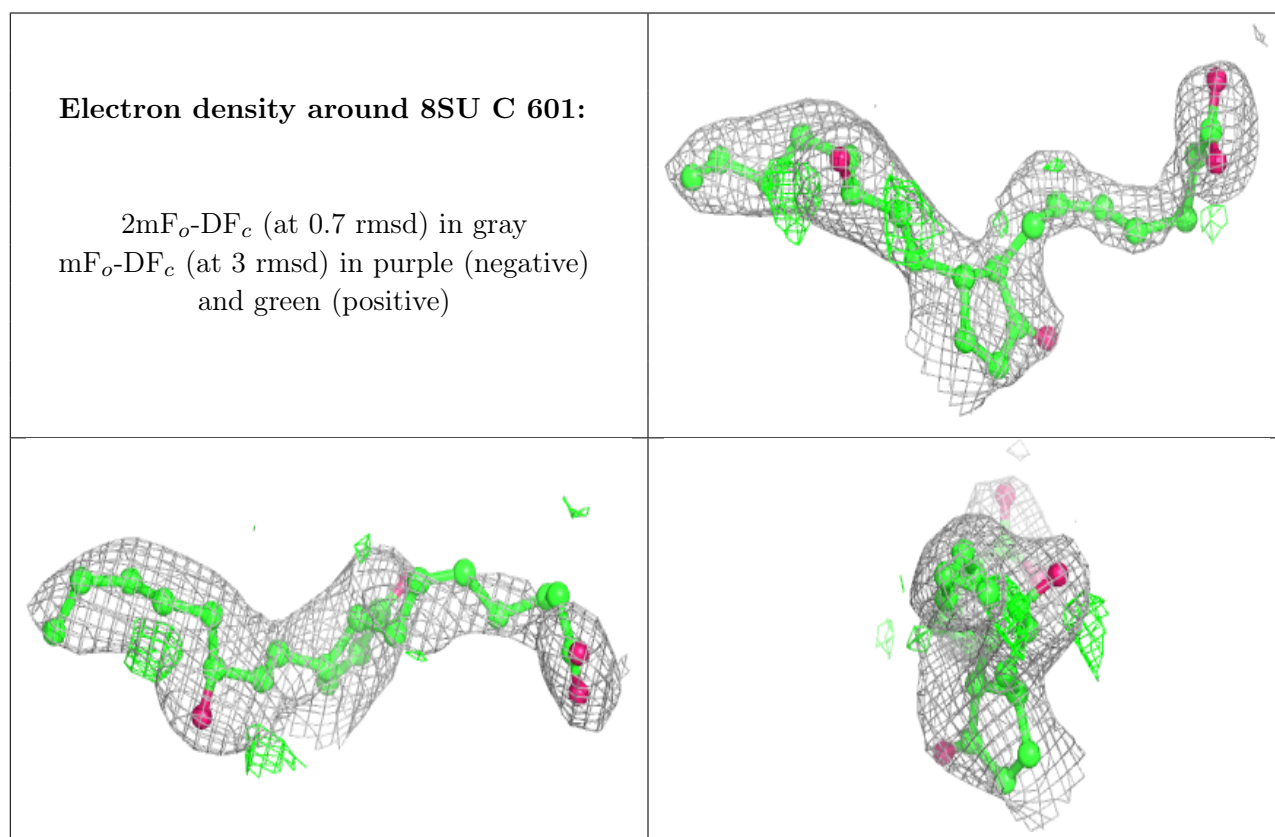 Electron density around 8SU C 601:
2mFo-DFc (at 0.7 rmsd) in gray
mFo-DFc (at 3 rmsd) in purple (negative)
and green (positive)